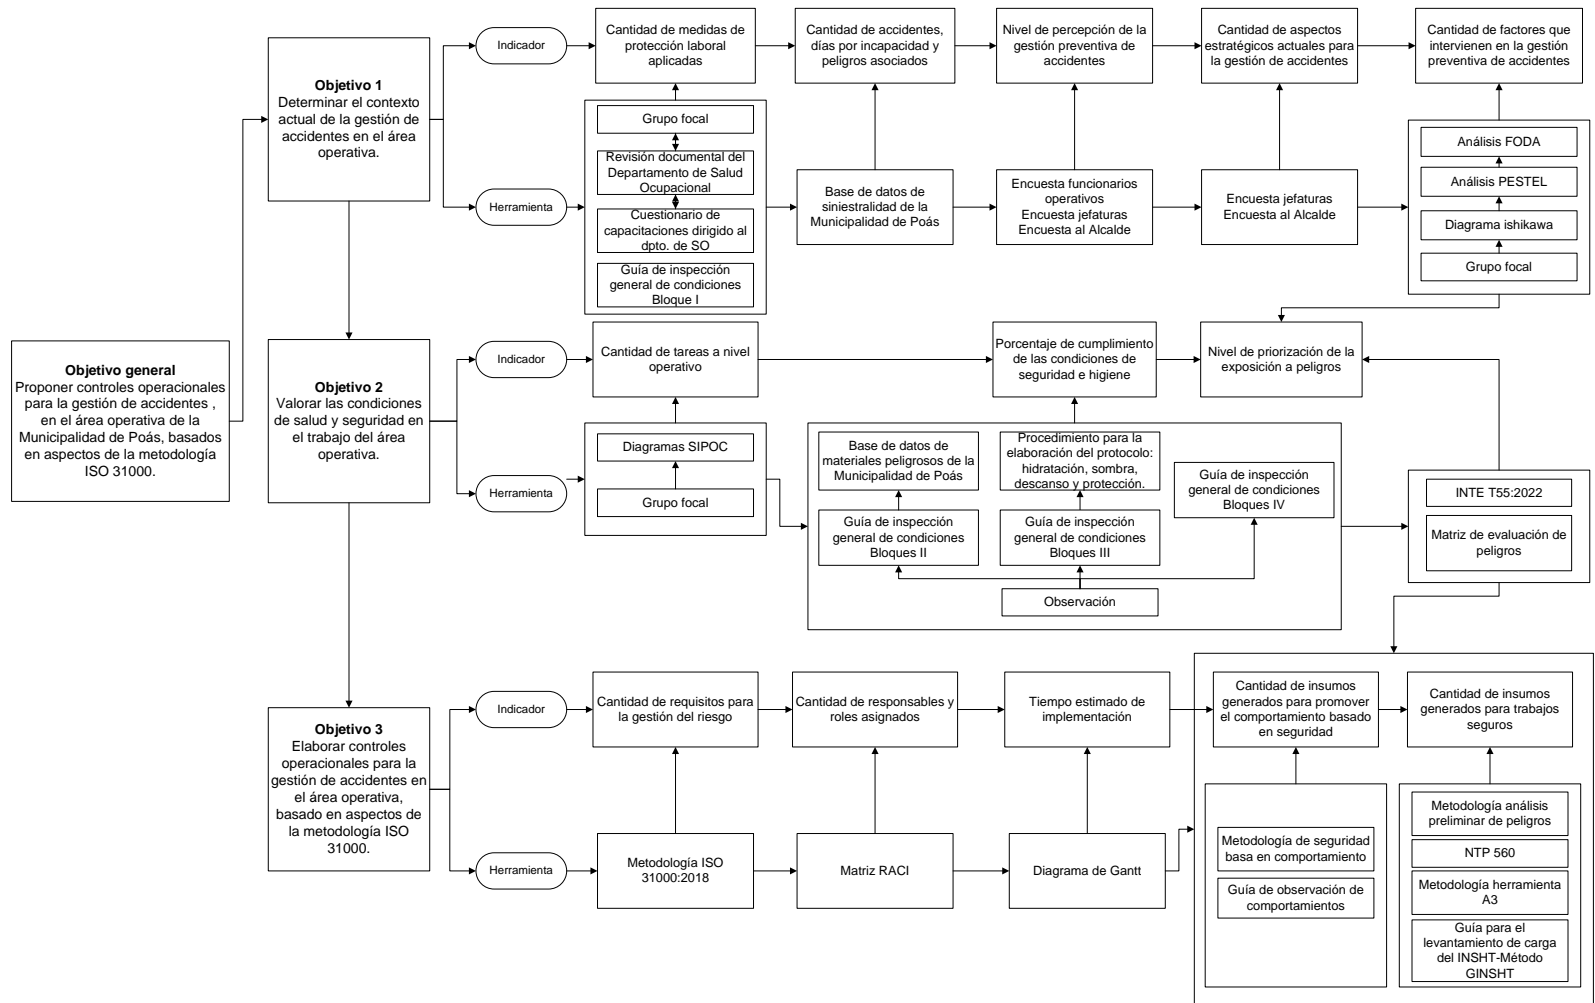 Objetivo general
Proponer controles operacionales
para la gestión de accidentes ,
en el área operativa de la
Municipalidad de Poás, basados
en aspectos de la metodología
ISO 31000.
Objetivo 1
Determinar el contexto
actual de la gestión de
accidentes en el área
operativa.
Indicador
Cantidad de medidas de
protección laboral
aplicadas
Cantidad de accidentes,
días por incapacidad y
peligros asociados
Nivel de percepción de la
gestión preventiva de
accidentes
Cantidad de aspectos
estratégicos actuales para
la gestión de accidentes
Cantidad de factores que
intervienen en la gestión
preventiva de accidentes
Herramienta
Grupo focal
Revisión documental del
Departamento de Salud
Ocupacional
Cuestionario de
capacitaciones dirigido al
dpto. de SO
Guía de inspección
general de condiciones
Bloque I
Base de datos de
siniestralidad de la
Municipalidad de Poás
Encuesta funcionarios
operativos
Encuesta jefaturas
Encuesta al Alcalde
Encuesta jefaturas
Encuesta al Alcalde
Análisis FODA
Análisis PESTEL
Diagrama ishikawa
Grupo focal
Objetivo 2
Valorar las condiciones
de salud y seguridad en
el trabajo del área
operativa.
Indicador
Cantidad de tareas a nivel
operativo
Porcentaje de cumplimiento
de las condiciones de
seguridad e higiene
Nivel de priorización de la
exposición a peligros
Herramienta
Diagramas SIPOC
Grupo focal
Base de datos de
materiales peligrosos de la
Municipalidad de Poás
Procedimiento para la
elaboración del protocolo:
hidratación, sombra,
descanso y protección.
Guía de inspección
general de condiciones
Bloques IV
Guía de inspección
general de condiciones
Bloques II
Guía de inspección
general de condiciones
Bloques III
Observación
INTE T55:2022
Matriz de evaluación de
peligros
Objetivo 3
Elaborar controles
operacionales para la
gestión de accidentes en
el área operativa,
basado en aspectos de
la metodología ISO
31000.
Indicador
Cantidad de requisitos para
la gestión del riesgo
Cantidad de responsables y
roles asignados
Tiempo estimado de
implementación
Cantidad de insumos
generados para promover
el comportamiento basado
en seguridad
Cantidad de insumos
generados para trabajos
seguros
Herramienta
Metodología ISO
31000:2018
Matriz RACI
Diagrama de Gantt
Metodología de seguridad
basa en comportamiento
Guía de observación de
comportamientos
Metodología análisis
preliminar de peligros
NTP 560
Metodología herramienta
A3
Guía para el
levantamiento de carga
del INSHT-Método
GINSHT